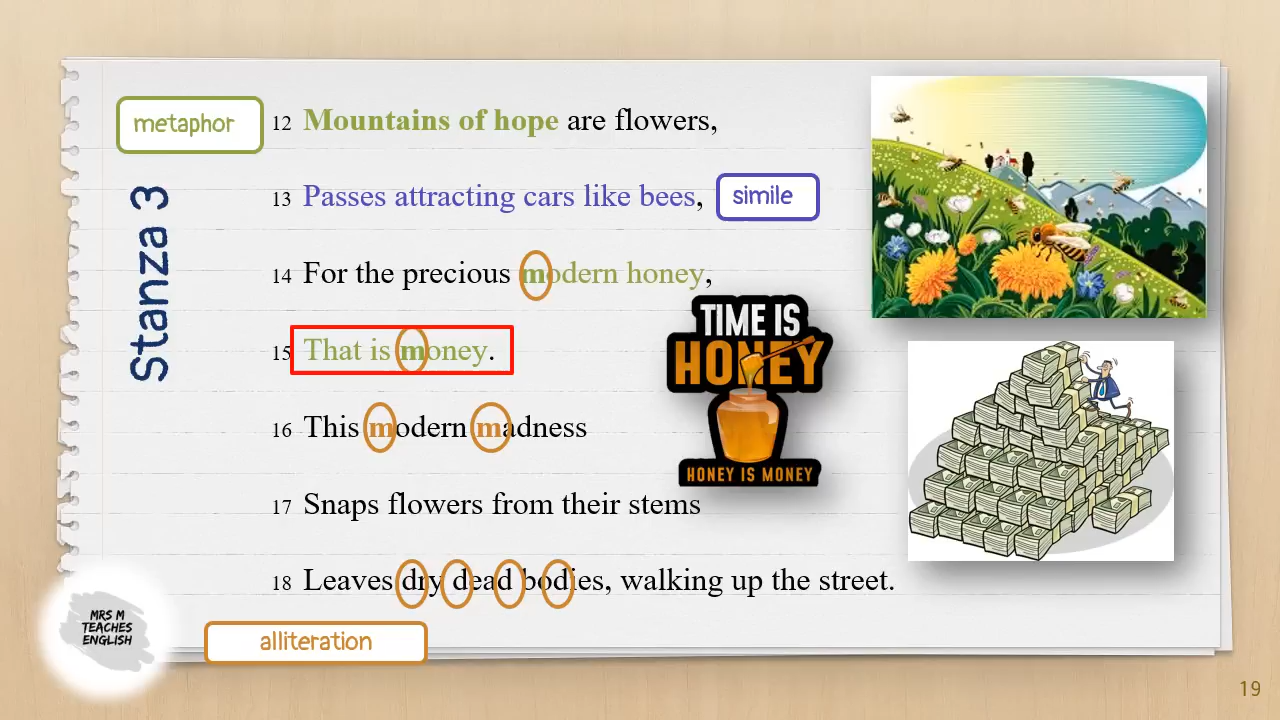 metaphor
Stanza 3
12 Mountains of hope are flowers,
13 Passes attracting cars like bees,
simile
14 For the precious modern honey,
15 That is money.
16 This modern madness
17 Snaps flowers from their stems
18 Leaves dry dead bodies, walking up the street.
alliteration
TIME IS
HONEY
HONEY IS MONEY
MRS M
TEACHES
ENGLISH
19